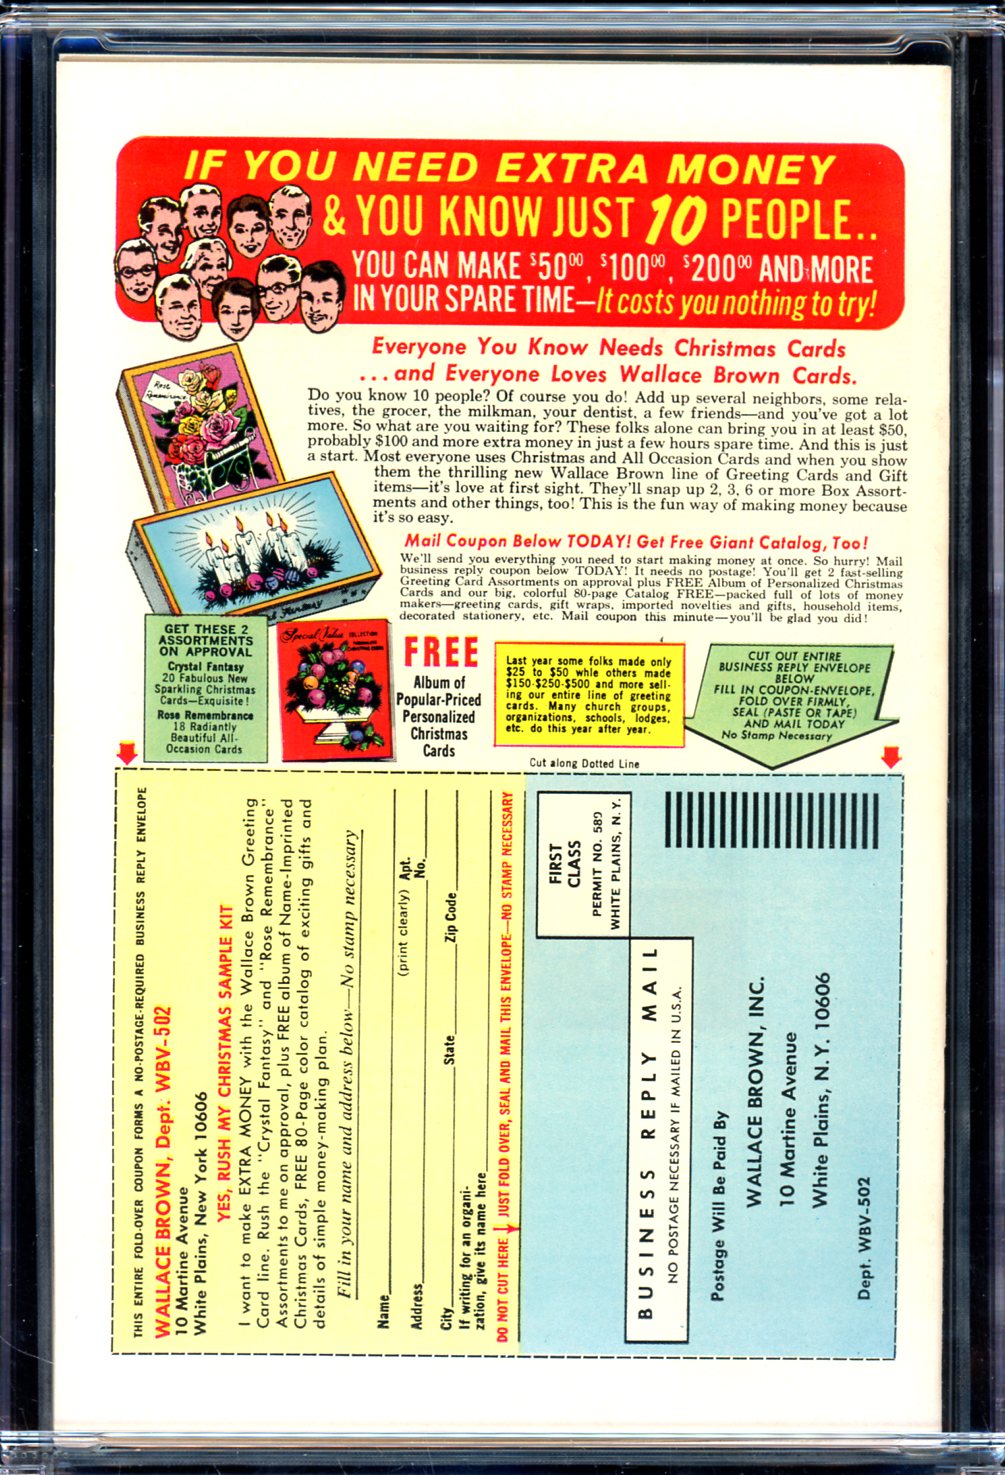 IF YOU NEED EXTRA MONEY
& YOU KNOW JUST 10 PEOPLE..
YOU CAN MAKE $50⁰⁰, $100⁰⁰, $200⁰⁰ AND MORE
IN YOUR SPARE TIME—It costs you nothing to try!
Everyone You Know Needs Christmas Cards
...and Everyone Loves Wallace Brown Cards.
Do you know 10 people? Of course you do! Add up several neighbors, some rela-
tives, the grocer, the milkman, your dentist, a few friends—and you've got a lot
more. So what are you waiting for? These folks alone can bring you in at least $50,
probably $100 and more extra money in just a few hours spare time. And this is just
a start. Most everyone uses Christmas and All Occasion Cards and when you show
them the thrilling new Wallace Brown line of Greeting Cards and Gift
items—it's love at first sight. They'll snap up 2, 3, 6 or more Box Assort-
ments and other things, too! This is the fun way of making money because
it's so easy.
Rose
Remembrance
Mail Coupon Below TODAY! Get Free Giant Catalog, Too!
We'll send you everything you need to start making money at once. So hurry! Mail
business reply coupon below TODAY! It needs no postage! You'll get 2 fast-selling
Greeting Card Assortments on approval plus FREE Album of Personalized Christmas
Cards and our big, colorful 80-page Catalog FREE—packed full of lots of money
makers—greeting cards, gift wraps, imported novelties and gifts, household items,
decorated stationery, etc. Mail coupon this minute—you'll be glad you did!
Fantasy
GET THESE 2
ASSORTMENTS
ON APPROVAL
Crystal Fantasy
20 Fabulous New
Sparkling Christmas
Cards—Exquisite!
Rose Remembrance
18 Radiantly
Beautiful All-
Occasion Cards
Special Value COLLECTION
PERSONALIZED
CHRISTMAS CARDS
FREE
Album of
Popular-Priced
Personalized
Christmas
Cards
Last year some folks made only
$25 to $50 while others made
$150-$250-$500 and more sell-
ing our entire line of greeting
cards. Many church groups,
organizations, schools, lodges,
etc. do this year after year.
CUT OUT ENTIRE
BUSINESS REPLY ENVELOPE
BELOW
FILL IN COUPON-ENVELOPE,
FOLD OVER FIRMLY,
SEAL (PASTE OR TAPE)
AND MAIL TODAY
No Stamp Necessary
Cut along Dotted Line
THIS ENTIRE FOLD-OVER COUPON FORMS A NO-POSTAGE-REQUIRED BUSINESS REPLY ENVELOPE
WALLACE BROWN, Dept. WBV-502
10 Martine Avenue
White Plains, New York 10606
YES, RUSH MY CHRISTMAS SAMPLE KIT
I want to make EXTRA MONEY with the Wallace Brown Greeting
Card line. Rush the "Crystal Fantasy" and "Rose Remembrance"
Assortments to me on approval, plus FREE album of Name-Imprinted
Christmas Cards, FREE 80-Page color catalog of exciting gifts and
details of simple money-making plan.
Fill in your name and address below—No stamp necessary
Name
(print clearly)
Address Apt. No.
City State Zip Code
If writing for an organi-
zation, give its name here
DO NOT CUT HERE JUST FOLD OVER, SEAL AND MAIL THIS ENVELOPE—NO STAMP NECESSARY
FIRST
CLASS
PERMIT NO. 589
WHITE PLAINS, N.Y.
BUSINESS REPLY MAIL
NO POSTAGE NECESSARY IF MAILED IN U.S.A.
Postage Will Be Paid By
WALLACE BROWN, INC.
10 Martine Avenue
White Plains, N.Y. 10606
Dept. WBV-502